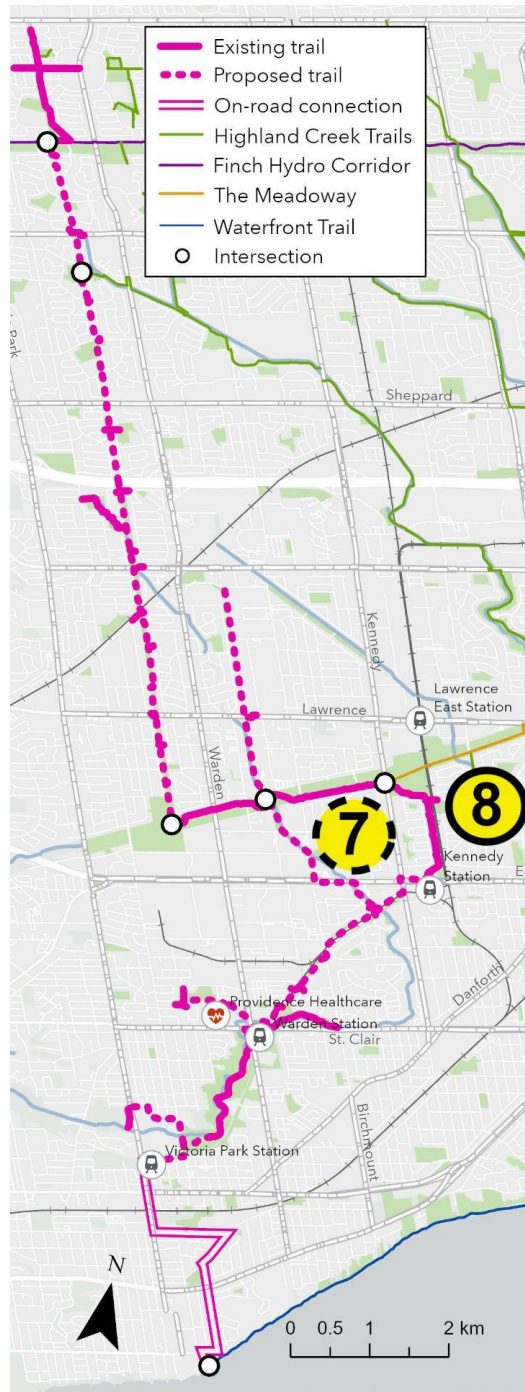 Existing trail
Proposed trail
On-road connection
Highland Creek Trails
Finch Hydro Corridor
The Meadoway
Waterfront Trail
Intersection
Park
Sheppard
Kennedy
Lawrence
East Station
Lawrence
Warden
8
7
Kennedy
Station
E
Danforth
Providence Healthcare
Warden Station
St. Clair
Birchmount
Victoria Park Station
N
0 0.5 1 2 km